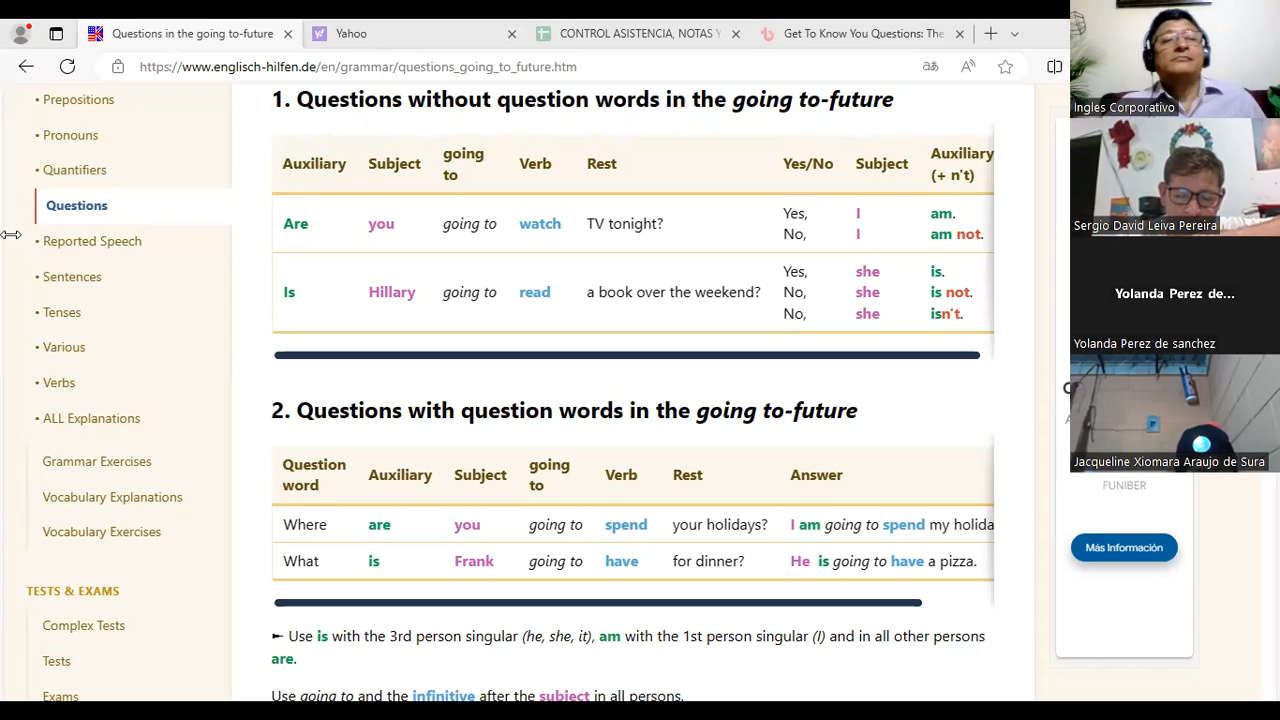 Questions in the going to-future
Yahoo
CONTROL ASISTENCIA, NOTAS Y
Get To Know You Questions: The
https://www.englisch-hilfen.de/en/grammar/questions_going_to_future.htm
• Prepositions
• Pronouns
• Quantifiers
Questions
• Reported Speech
• Sentences
• Tenses
• Various
• Verbs
• ALL Explanations
Grammar Exercises
Vocabulary Explanations
Vocabulary Exercises
TESTS & EXAMS
Complex Tests
Tests
Exams
1. Questions without question words in the going to-future
Auxiliary Subject going to Verb Rest Yes/No Subject Auxiliary (+ n't)
Are you going to watch TV tonight? Yes, I am.
No, I am not.
Is Hillary going to read a book over the weekend? Yes, she is.
No, she is not.
No, she isn't.
2. Questions with question words in the going to-future
Question word Auxiliary Subject going to Verb Rest Answer
Where are you going to spend your holidays? I am going to spend my holida
What is Frank going to have for dinner? He is going to have a pizza.
► Use is with the 3rd person singular (he, she, it), am with the 1st person singular (I) and in all other persons
are.
Use going to and the infinitive after the subject in all persons.
Ingles Corporativo
Sergio David Leiva Pereira
Yolanda Perez de...
Yolanda Perez de sanchez
Jacqueline Xiomara Araujo de Sura
FUNIBER
Más Información